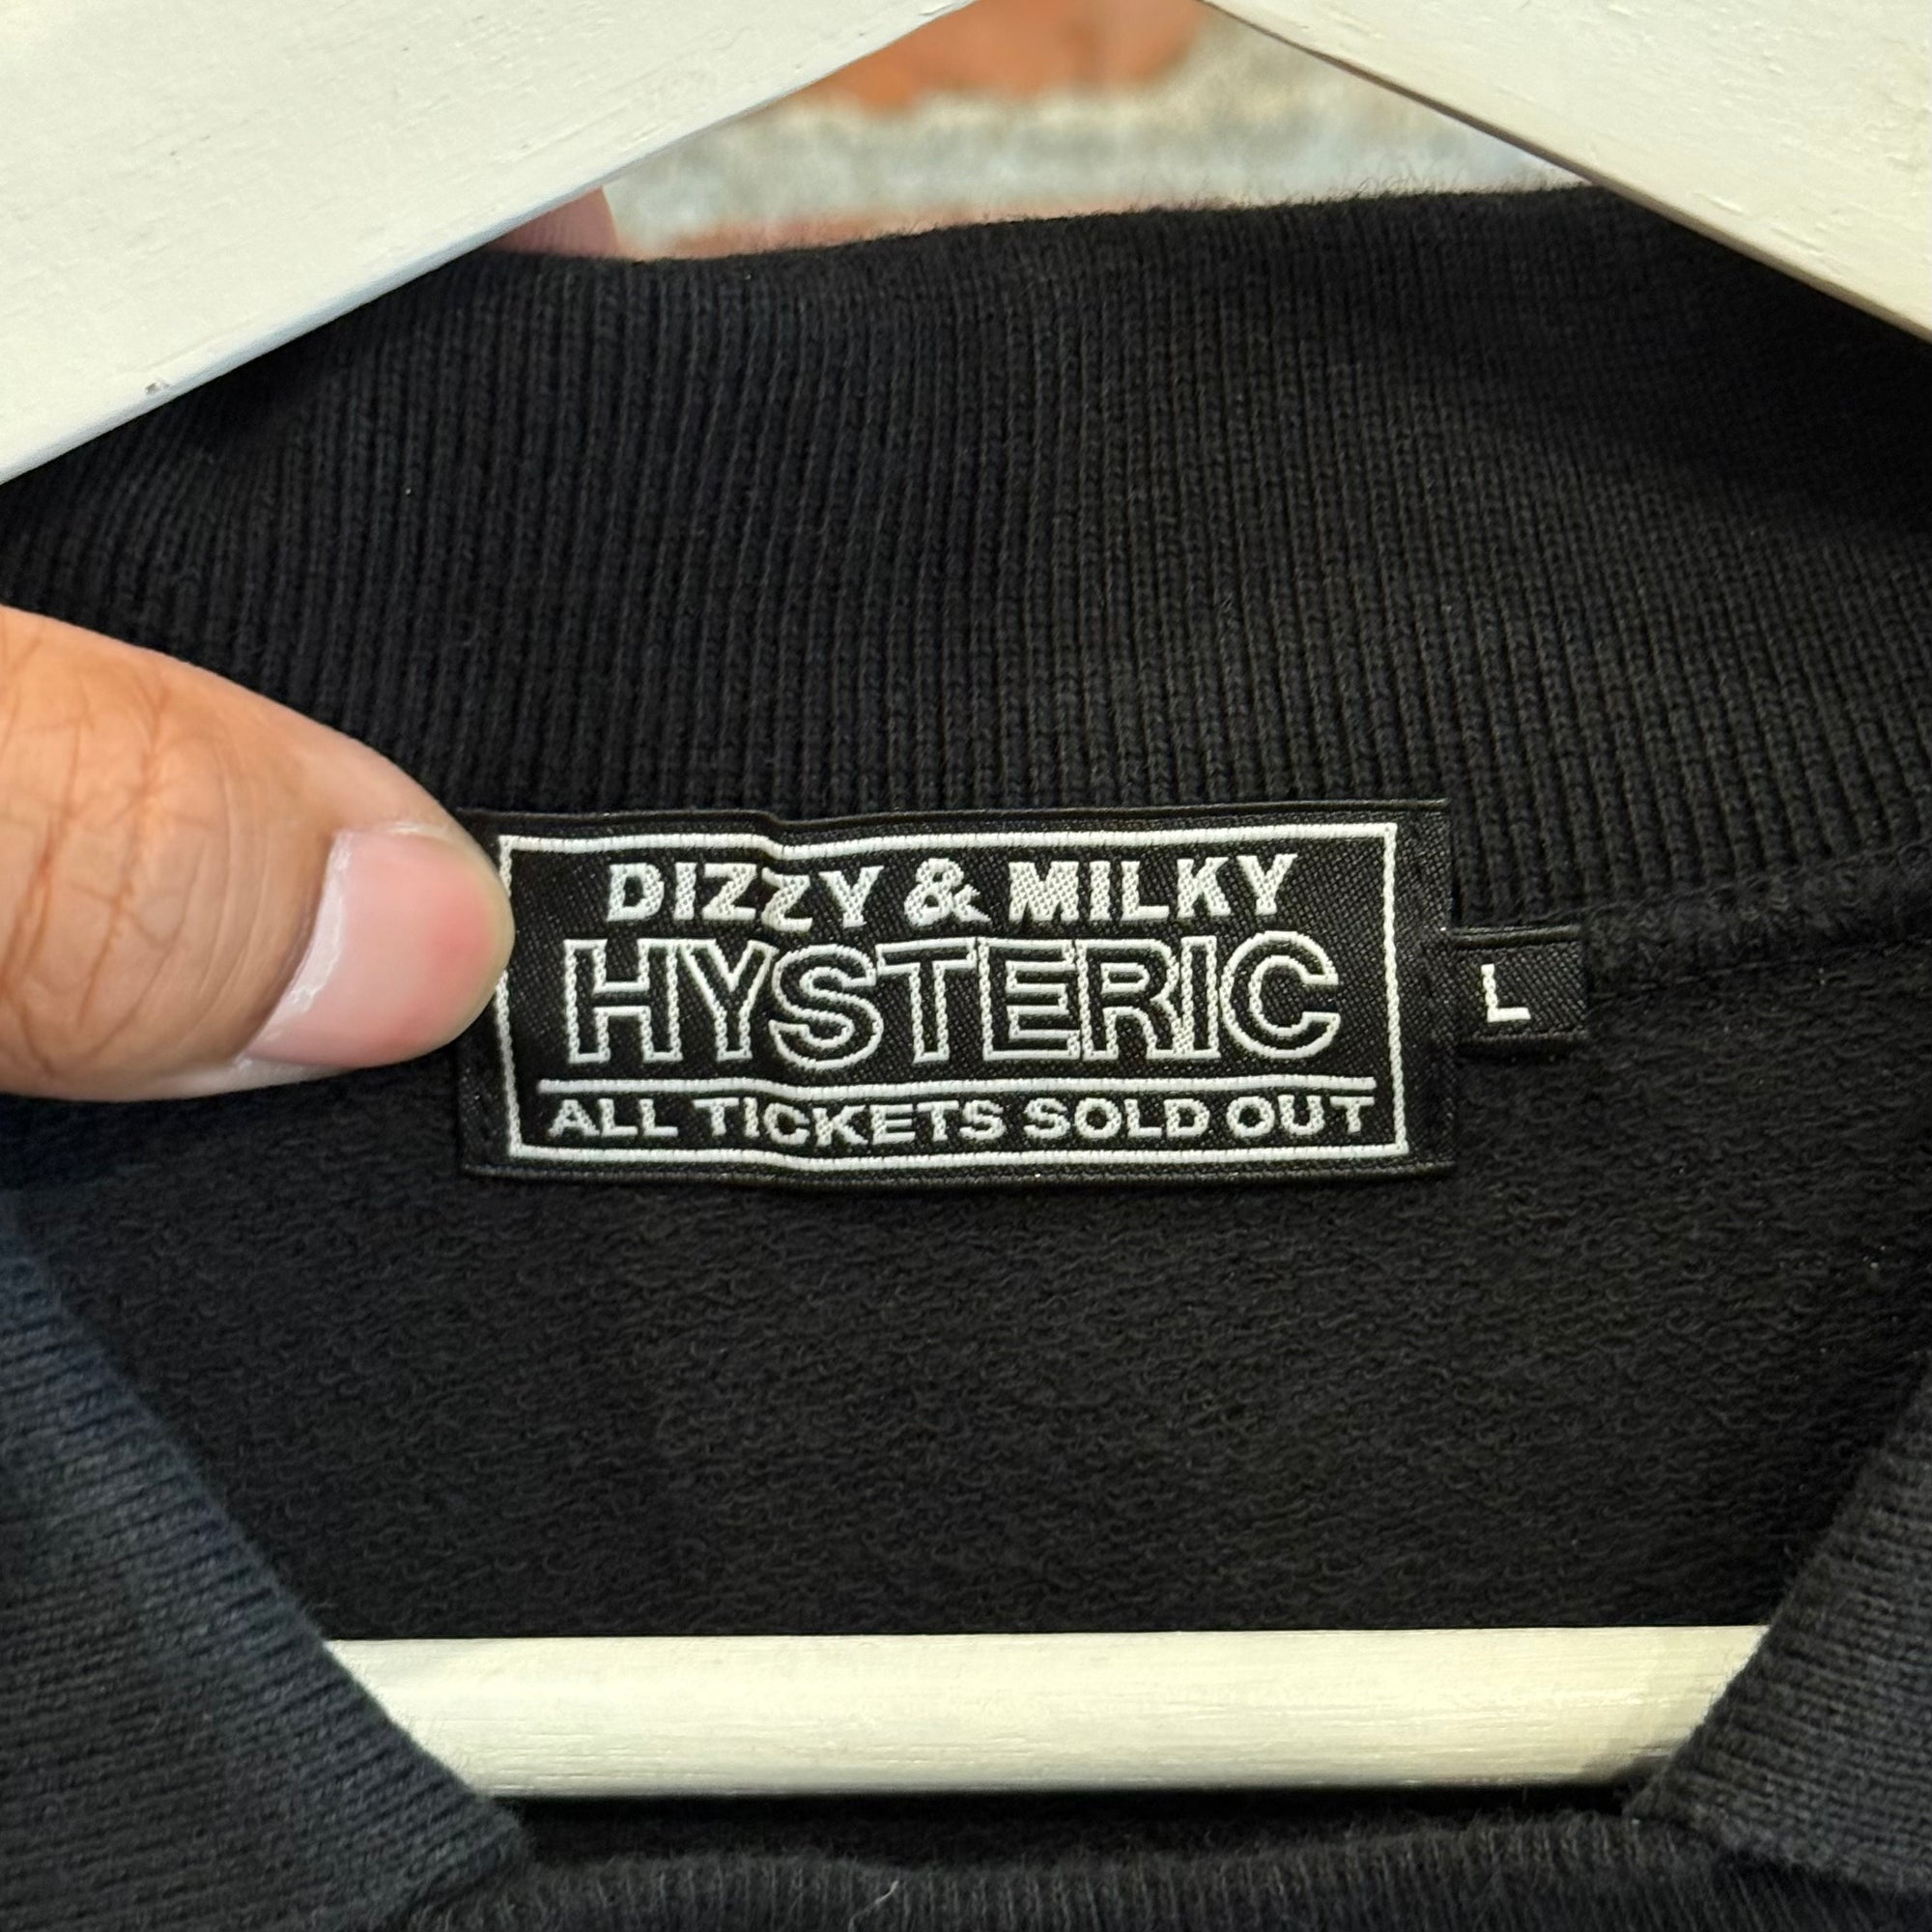 DIZZY & MILKY
HYSTERIC
L
ALL TICKETS SOLD OUT